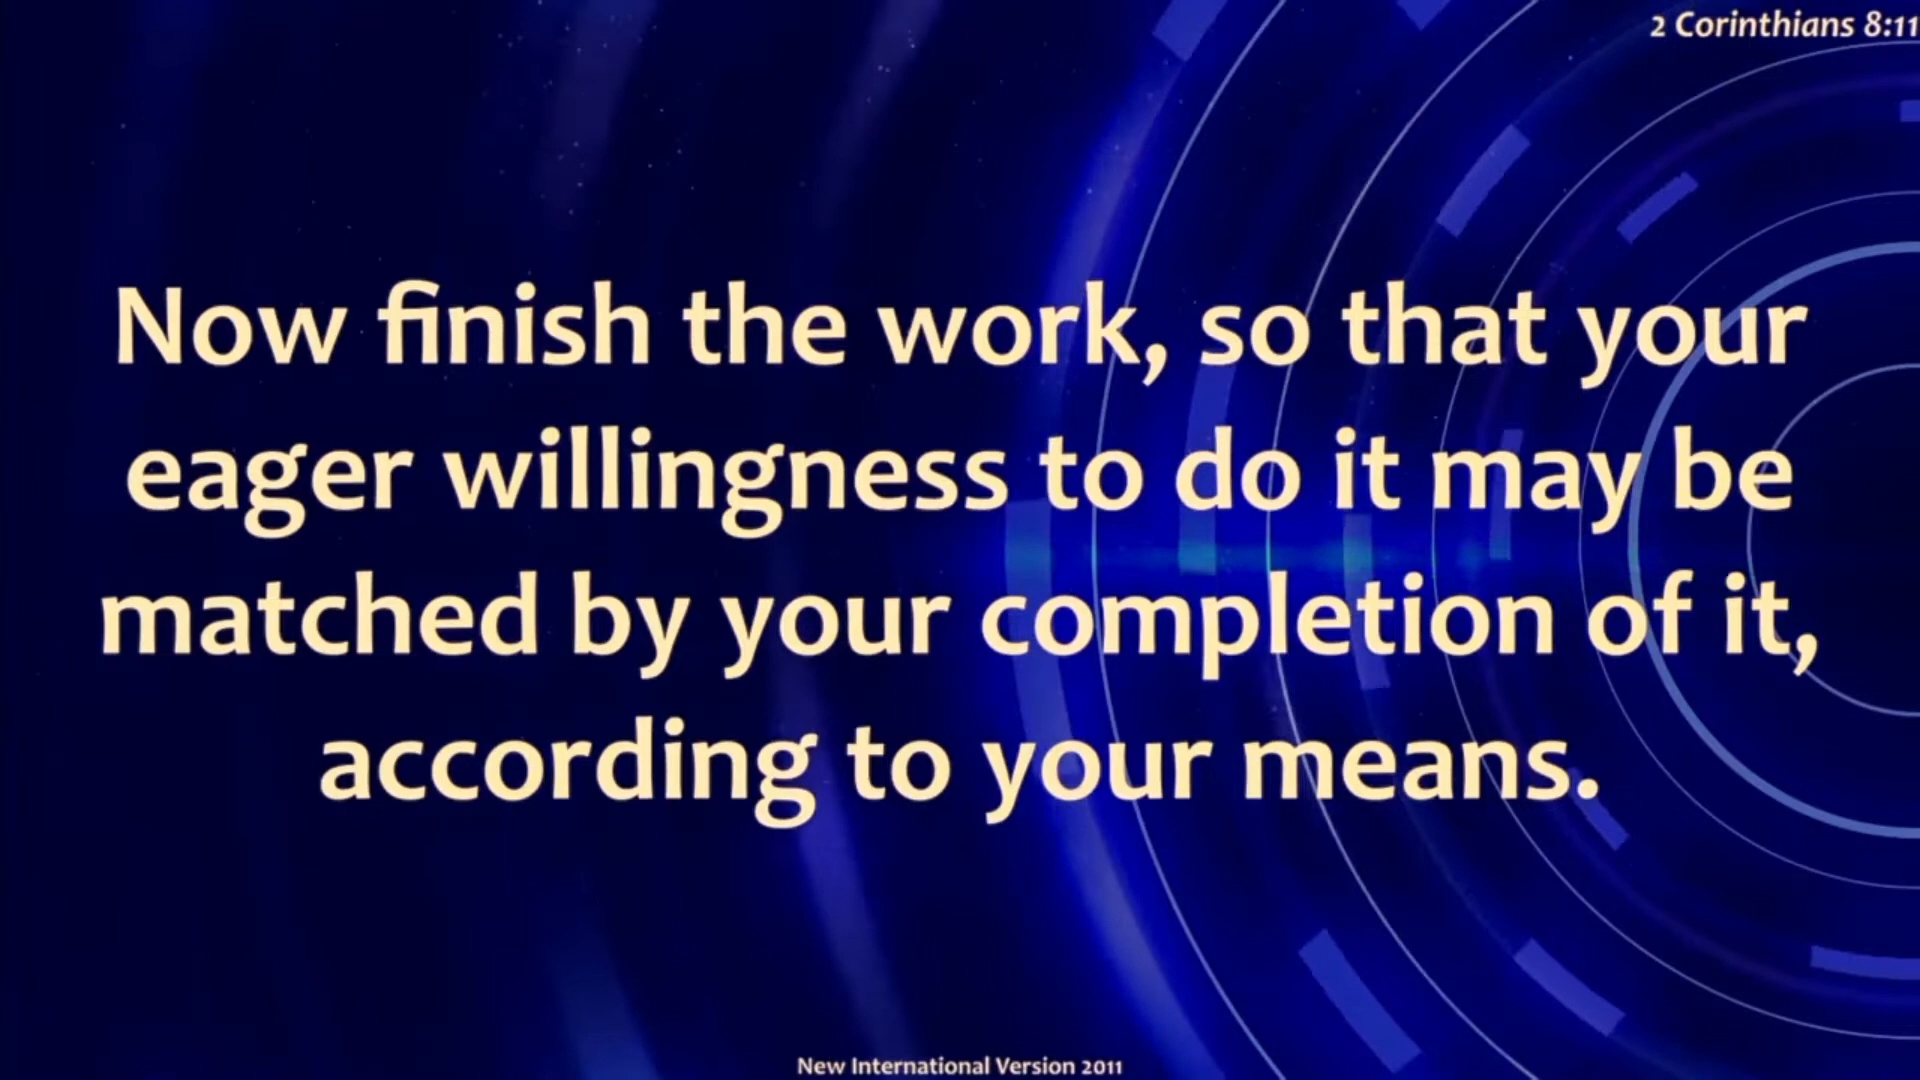 2 Corinthians 8:11
Now finish the work, so that your
eager willingness to do it may be
matched by your completion of it,
according to your means.
New International Version 2011